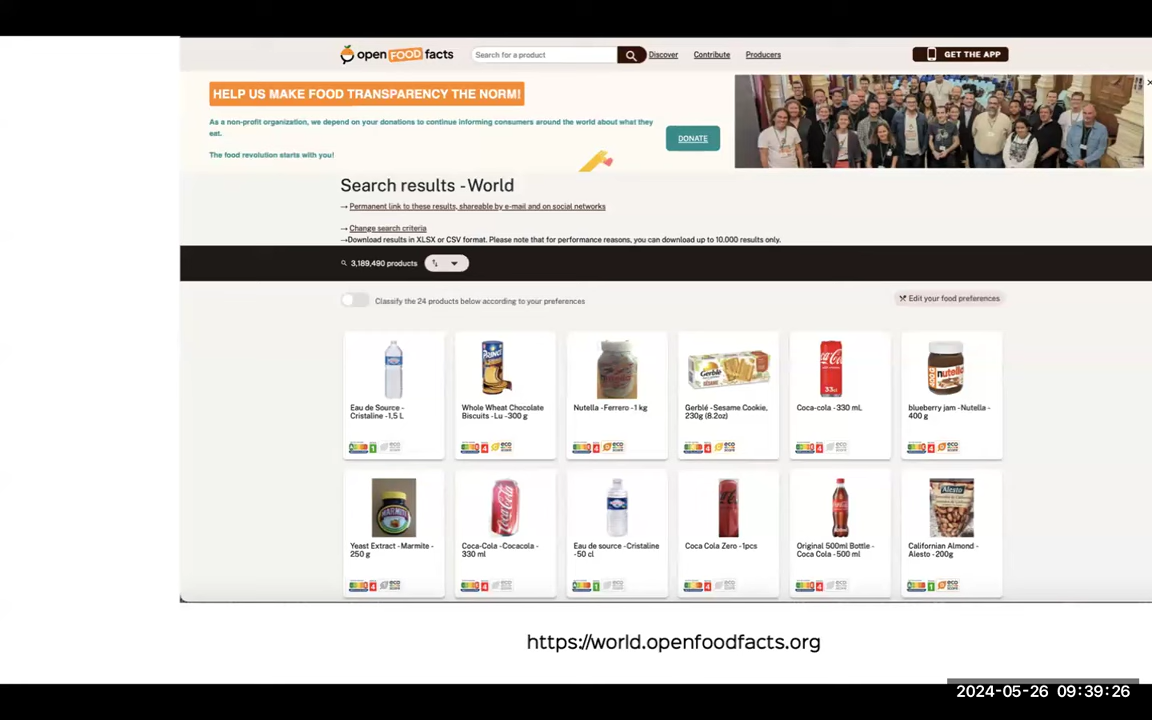 open FOOD facts
Search for a product
Discover
Contribute
Producers
GET THE APP
HELP US MAKE FOOD TRANSPARENCY THE NORM!
As a non-profit organization, we depend on your donations to continue informing consumers around the world about what they
eat.
The food revolution starts with you!
DONATE
Search results - World
→ Permanent link to these results, shareable by e-mail and on social networks
→ Change search criteria
→Download results in XLSX or CSV format. Please note that for performance reasons, you can download up to 10.000 results only.
3,189,490 products
Classify the 24 products below according to your preferences
Edit your food preferences
Eau de Source -
Cristaline - 1,5 L
Whole Wheat Chocolate
Biscuits - Lu - 300 g
Nutella - Ferrero - 1 kg
Gerblé
Gerblé - Sesame Cookie,
230g (8.2oz)
33cl
Coca-cola - 330 mL
nutella
blueberry jam - Nutella -
400 g
MARMITE
Yeast Extract - Marmite -
250 g
Coca-Cola
Coca-Cola - Cocacola -
330 ml
Eau de source - Cristaline
- 50 cl
Coca Cola Zero - 1pcs
Original 500ml Bottle -
Coca Cola - 500 ml
Alesto
Californian Almond -
Alesto - 200g
https://world.openfoodfacts.org
2024-05-26 09:39:26